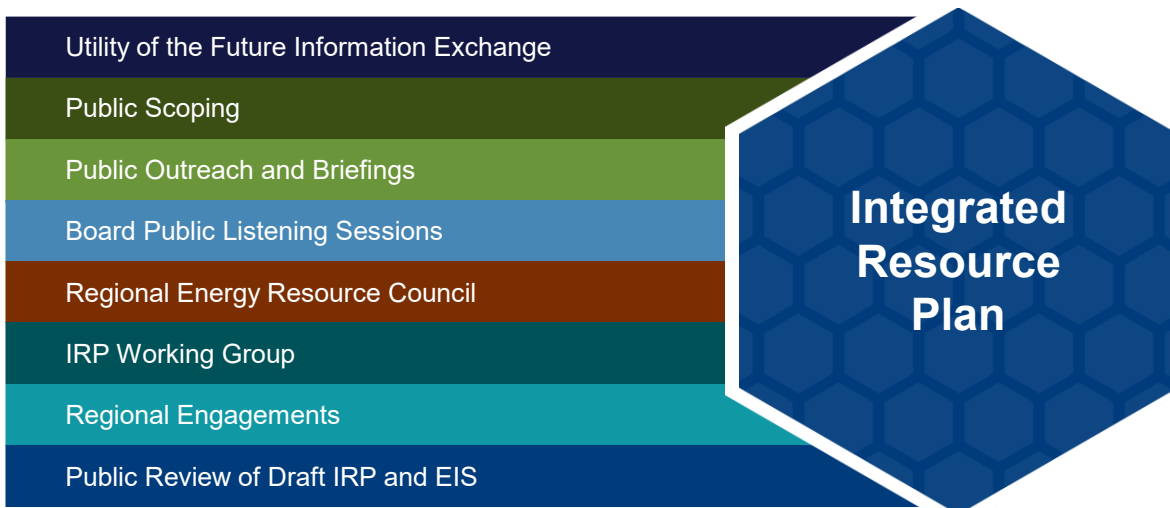 Utility of the Future Information Exchange
Public Scoping
Public Outreach and Briefings
Board Public Listening Sessions
Regional Energy Resource Council
IRP Working Group
Regional Engagements
Public Review of Draft IRP and EIS
Integrated
Resource
Plan